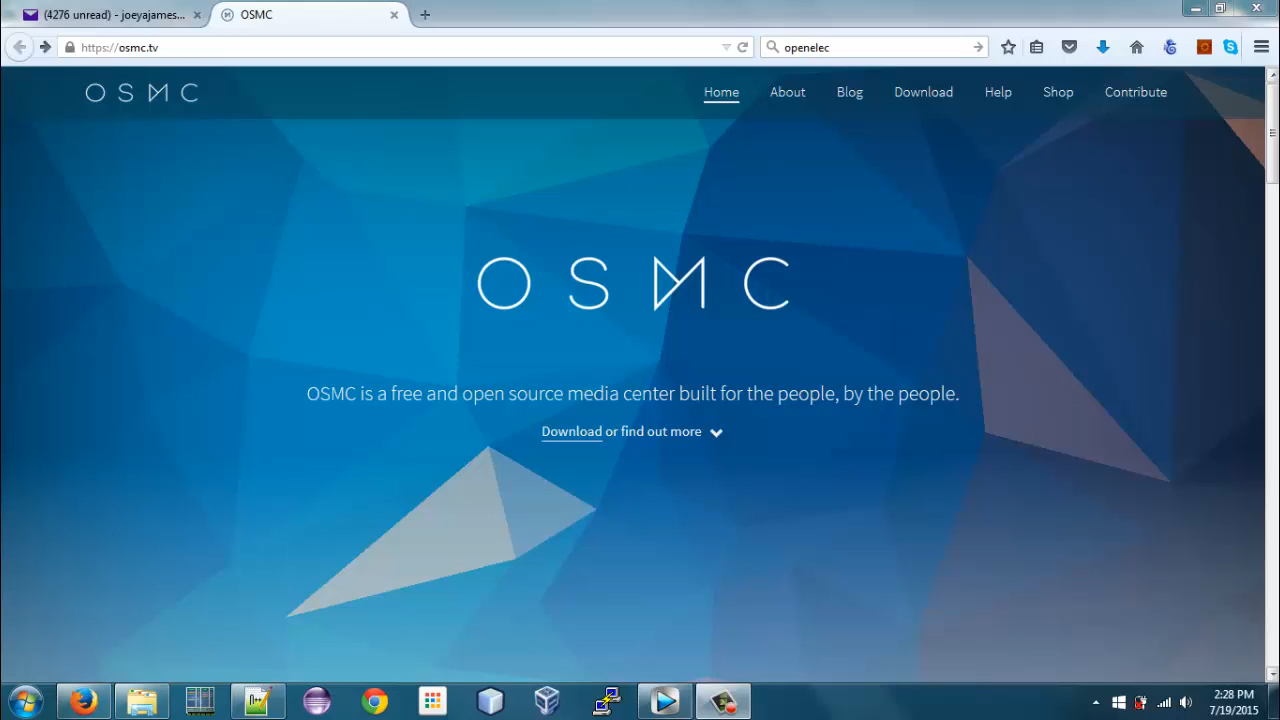 (4276 unread) - joeyajames...
OSMC
https://osmc.tv
openelec
OSMC
Home About Blog Download Help Shop Contribute
OSMC
OSMC is a free and open source media center built for the people, by the people.
Download or find out more
2:28 PM
7/19/2015